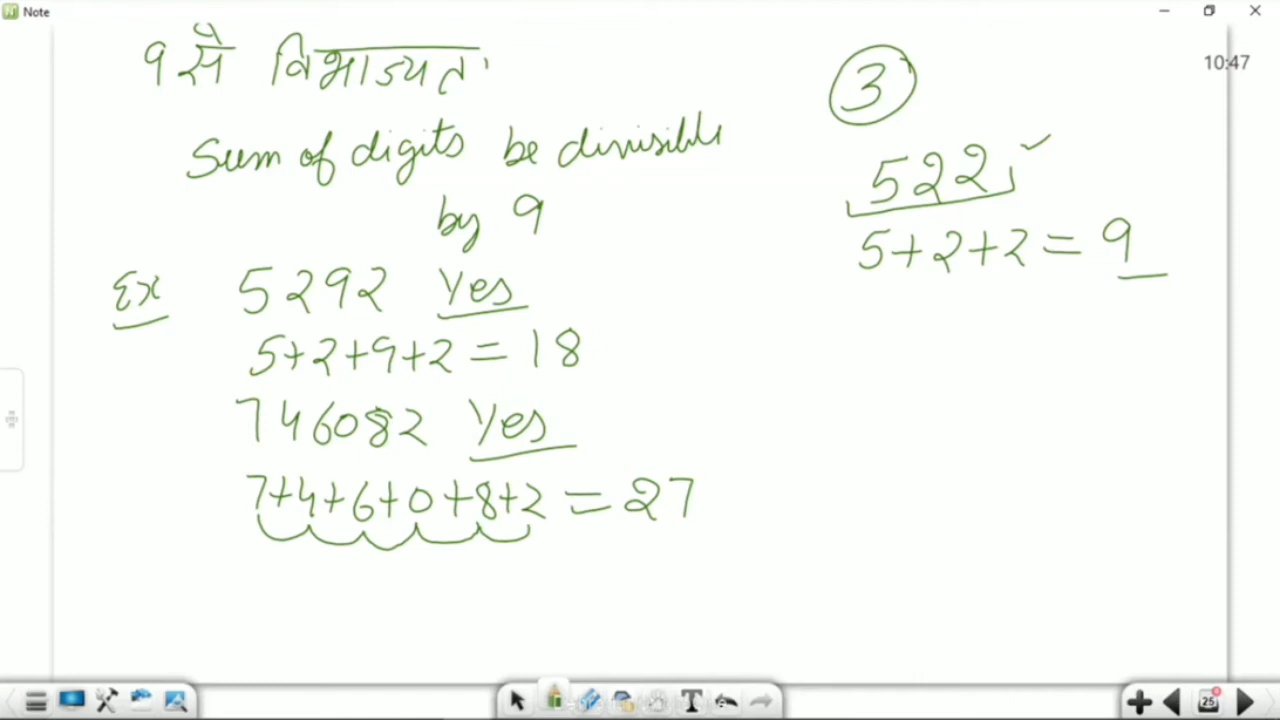 Note
10:47
9 से विभाज्यता
Sum of digits be divisible
by 9
Ex 5292 Yes
5+2+9+2 = 18
746082 Yes
7+4+6+0+8+2 = 27
3
522
5+2+2 = 9
25